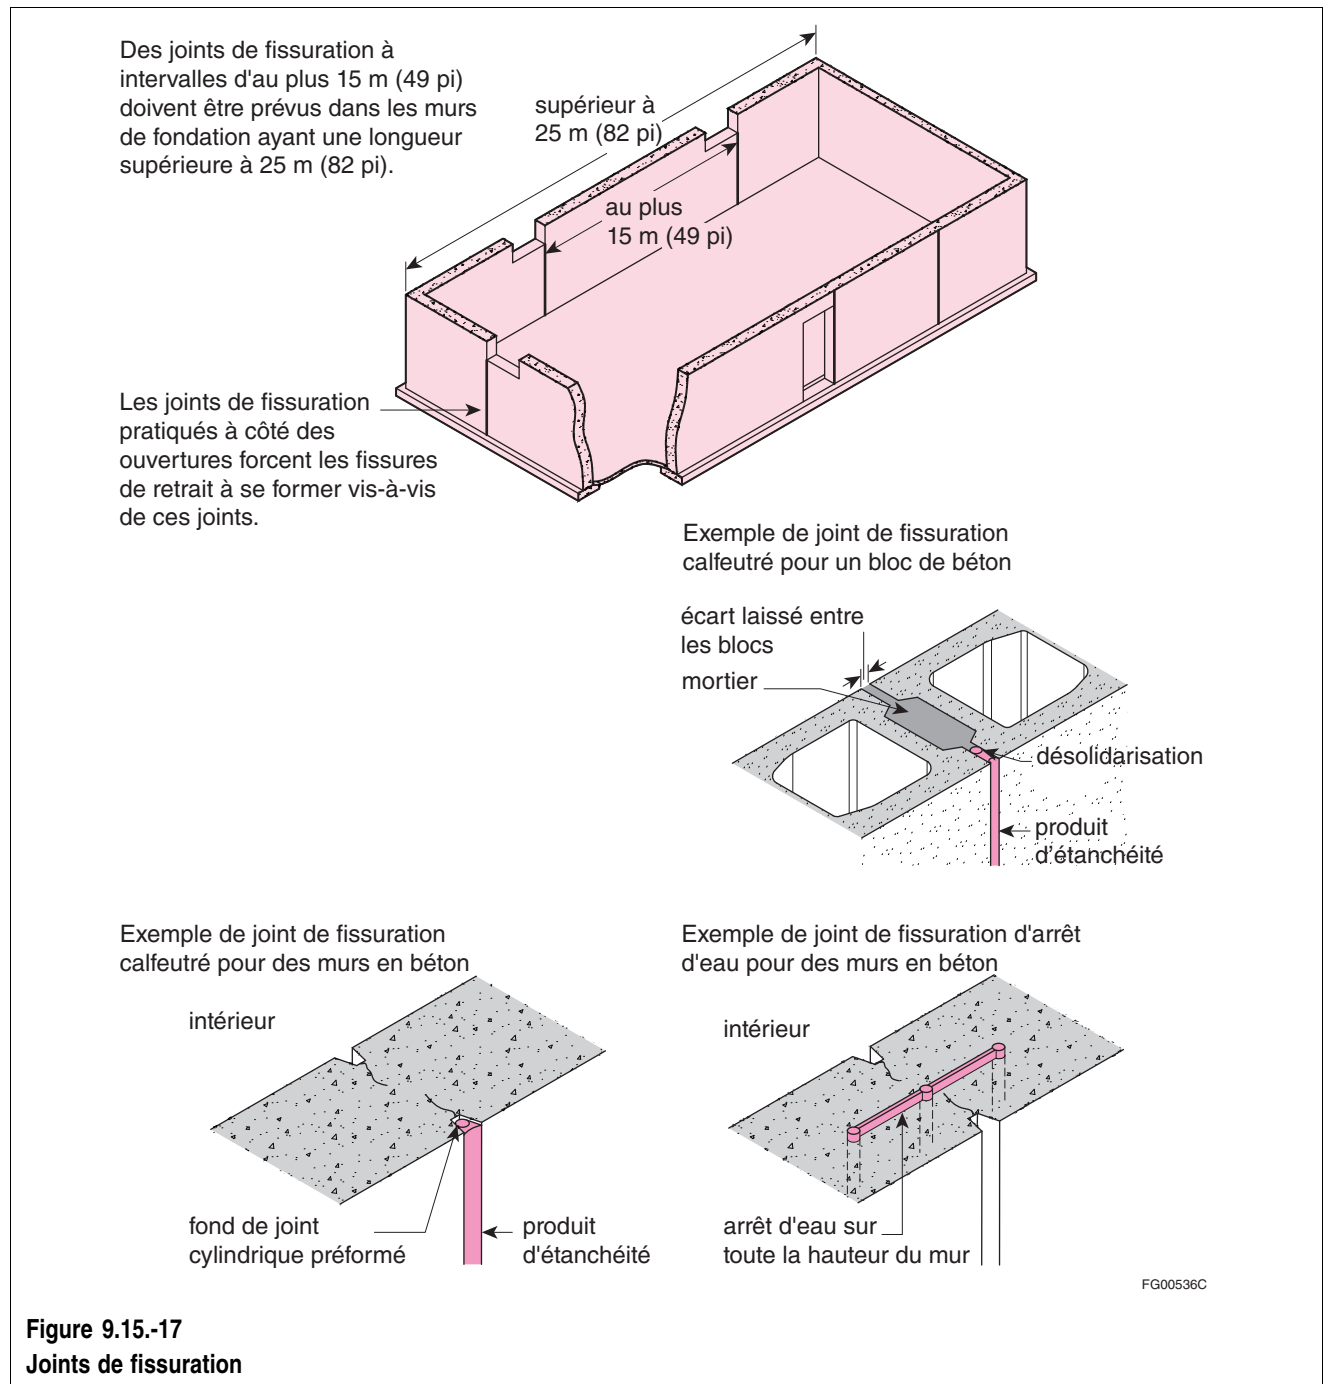 Des joints de fissuration à
intervalles d'au plus 15 m (49 pi)
doivent être prévus dans les murs
de fondation ayant une longueur
supérieure à 25 m (82 pi).
supérieur à
25 m (82 pi)
au plus
15 m (49 pi)
Les joints de fissuration
pratiqués à côté des
ouvertures forcent les fissures
de retrait à se former vis-à-vis
de ces joints.
Exemple de joint de fissuration
calfeutré pour un bloc de béton
écart laissé entre
les blocs
mortier
désolidarisation
produit
d'étanchéité
Exemple de joint de fissuration
calfeutré pour des murs en béton
intérieur
fond de joint
cylindrique préformé
produit
d'étanchéité
Exemple de joint de fissuration d'arrêt
d'eau pour des murs en béton
intérieur
arrêt d'eau sur
toute la hauteur du mur
FG00536C
Figure 9.15.-17
Joints de fissuration